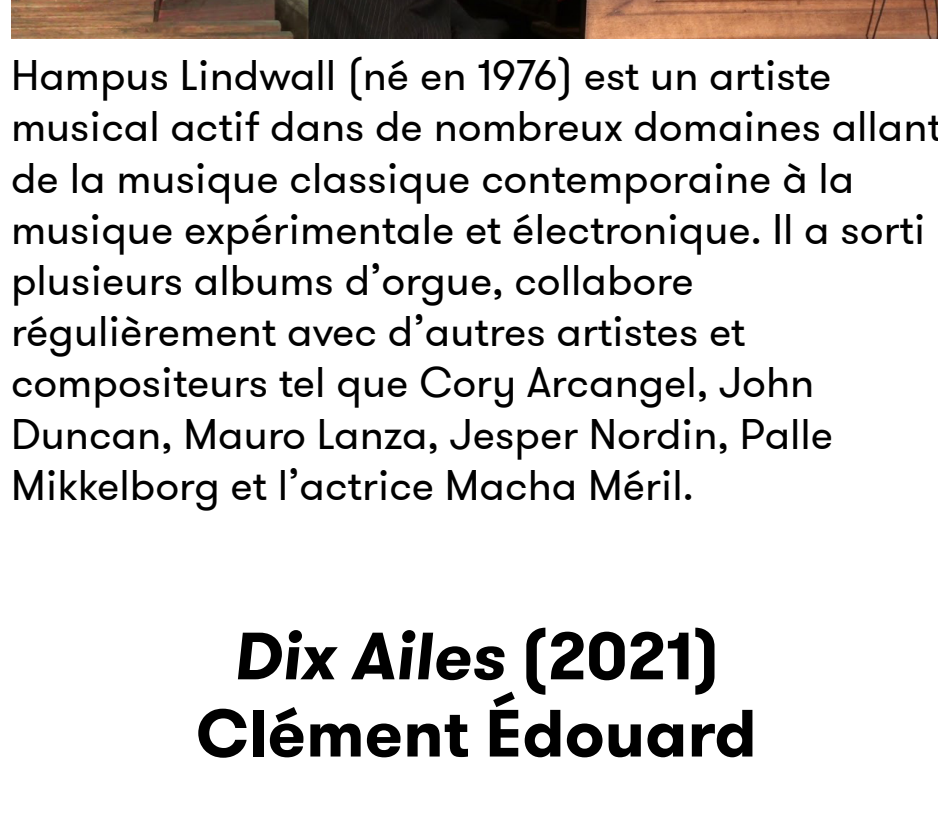 Hampus Lindwall (né en 1976) est un artiste
musical actif dans de nombreux domaines allant
de la musique classique contemporaine à la
musique expérimentale et électronique. Il a sorti
plusieurs albums d’orgue, collabore
régulièrement avec d’autres artistes et
compositeurs tel que Cory Arcangel, John
Duncan, Mauro Lanza, Jesper Nordin, Palle
Mikkelborg et l’actrice Macha Méril.
Dix Ailes (2021)
Clément Édouard